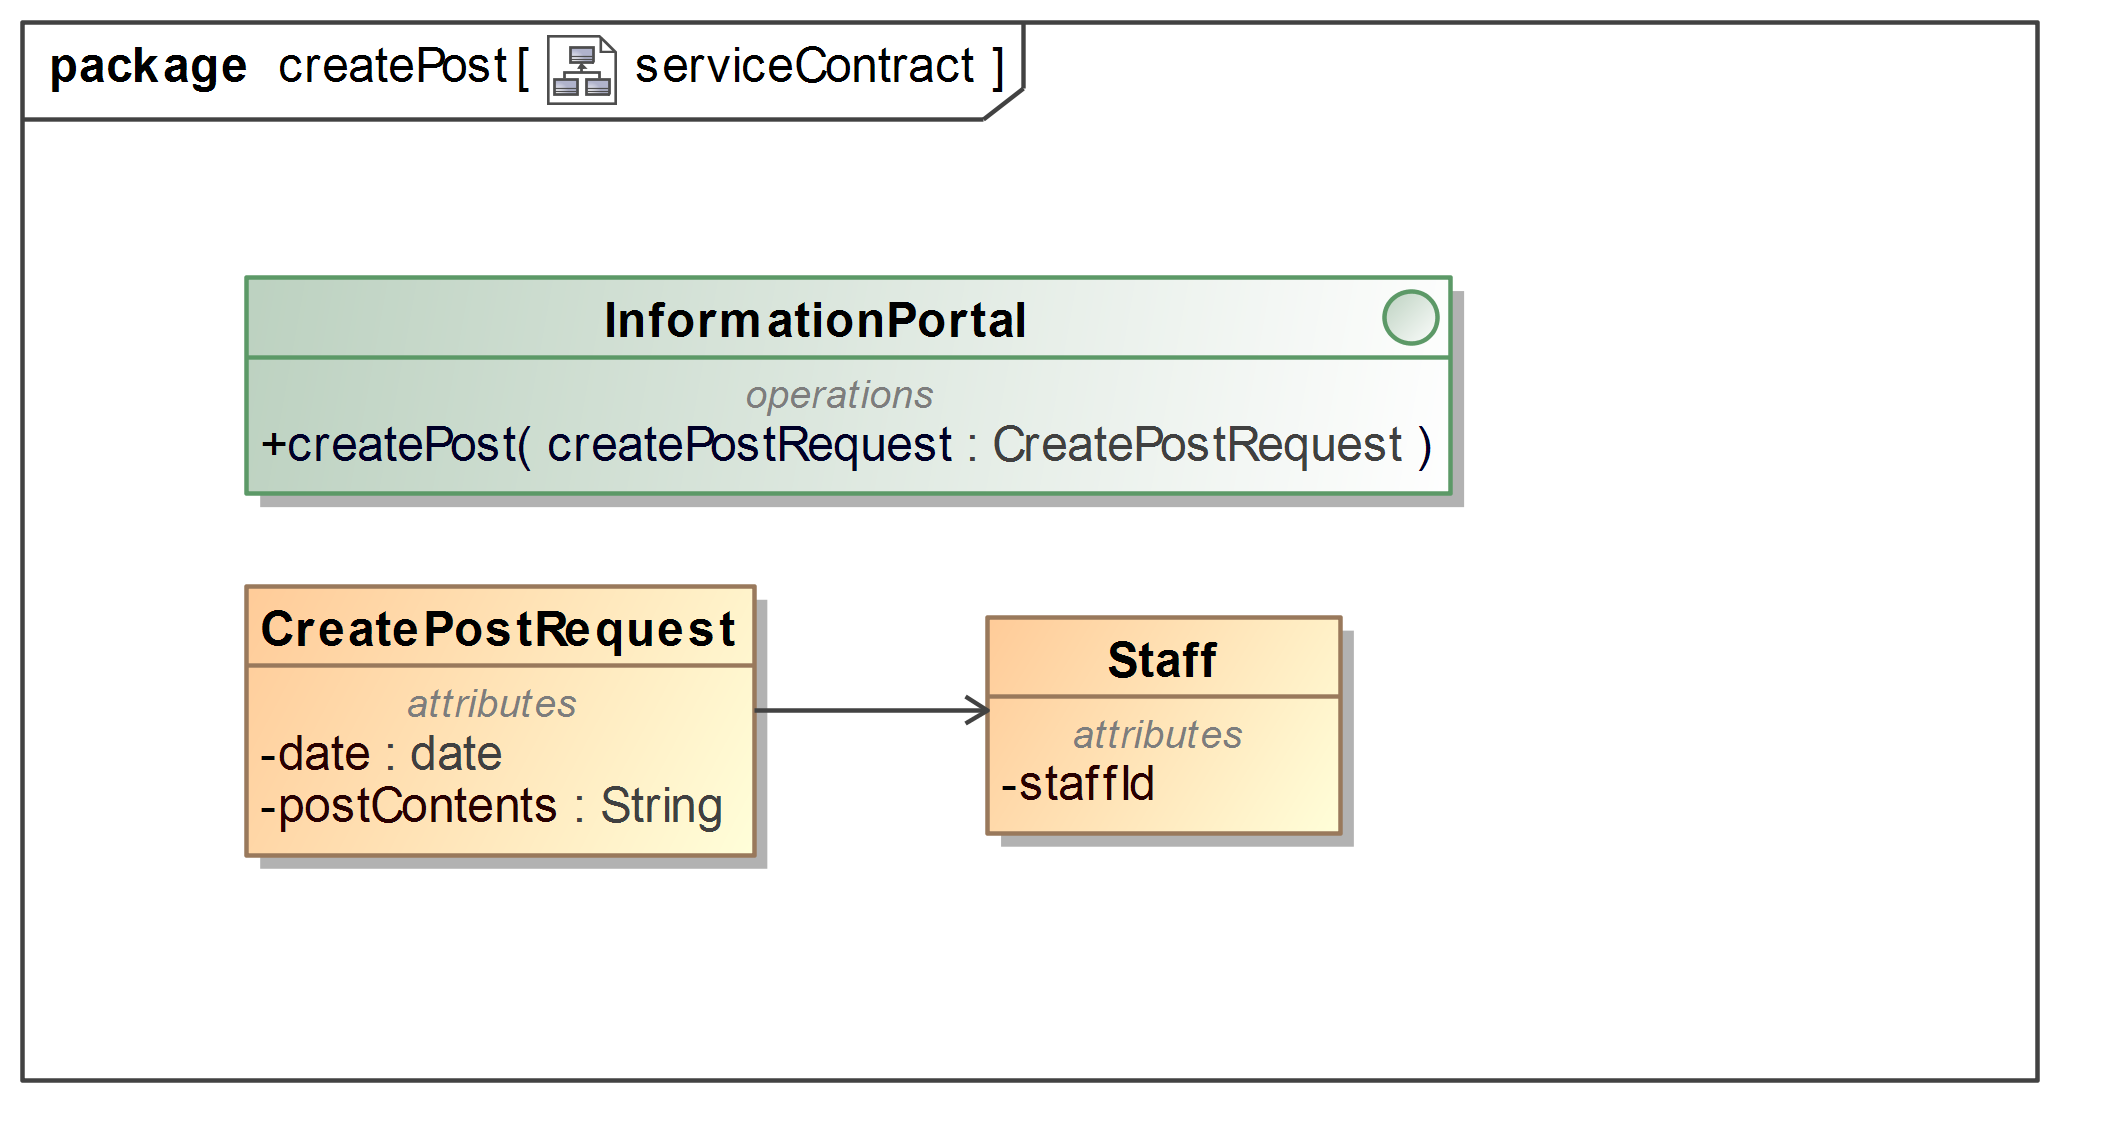 package createPost [ serviceContract ]
InformationPortal
operations
+createPost( createPostRequest : CreatePostRequest )
CreatePostRequest
attributes
-date : date
-postContents : String
Staff
attributes
-staffId